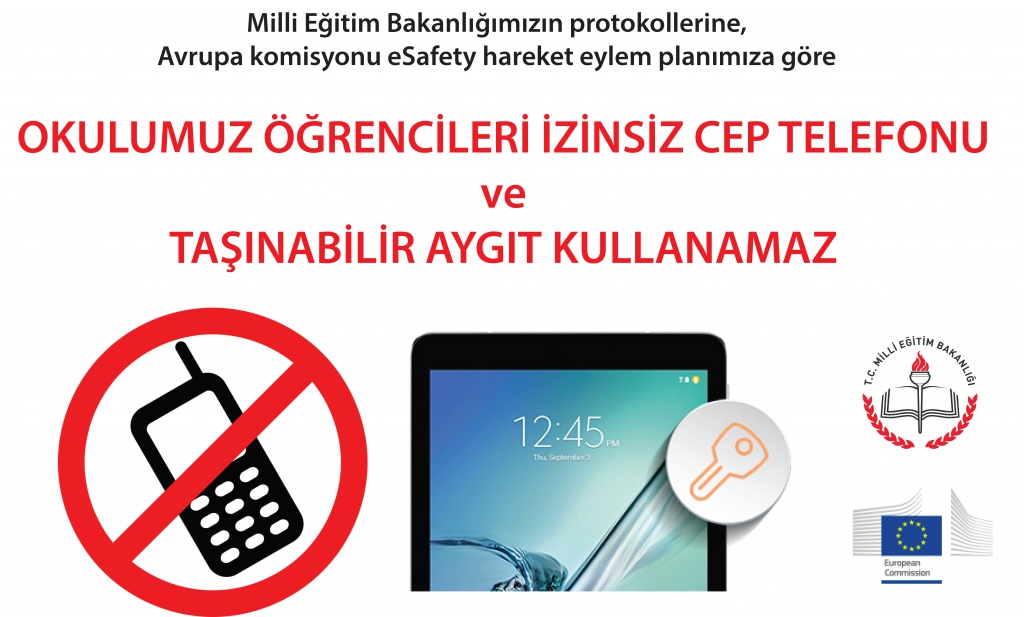 Milli Eğitim Bakanlığımızın protokollerine,
Avrupa komisyonu eSafety hareket eylem planımıza göre
OKULUMUZ ÖĞRENCİLERİ İZİNSİZ CEP TELEFONU
ve
TAŞINABİLİR AYGIT KULLANAMAZ
12:45 PM
Thu, September 3
T.C. MİLLİ EĞİTİM BAKANLIĞI
European
Commission